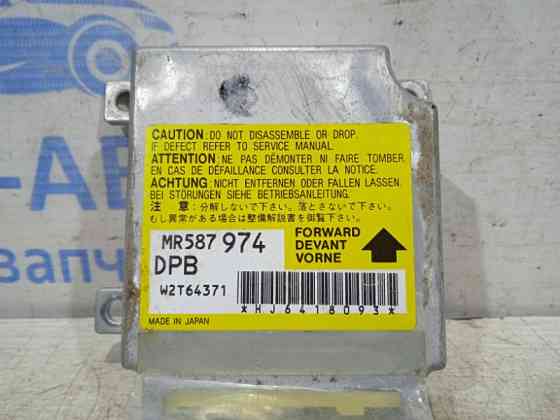 CAUTION: DO NOT DISASSEMBLE OR DROP.
IF DEFECT REFER TO SERVICE MANUAL.
ATTENTION: NE PAS DÉMONTER NI FAIRE TOMBER.
EN CAS DE DÉFAILLANCE CONSULTER LA NOTICE.
ACHTUNG: NICHT ENTFERNEN ODER FALLEN LASSEN.
BEI STÖRUNGEN SIEHE BETRIEBSANLEITUNG.
注 意: 分解しないで下さい。落とさないで下さい。
もし異常がある場合は整備解説書を御覧下さい。
MR587 974
DPB
W2T64371
FORWARD
DEVANT
VORNE
*HJ6418093*
MADE IN JAPAN